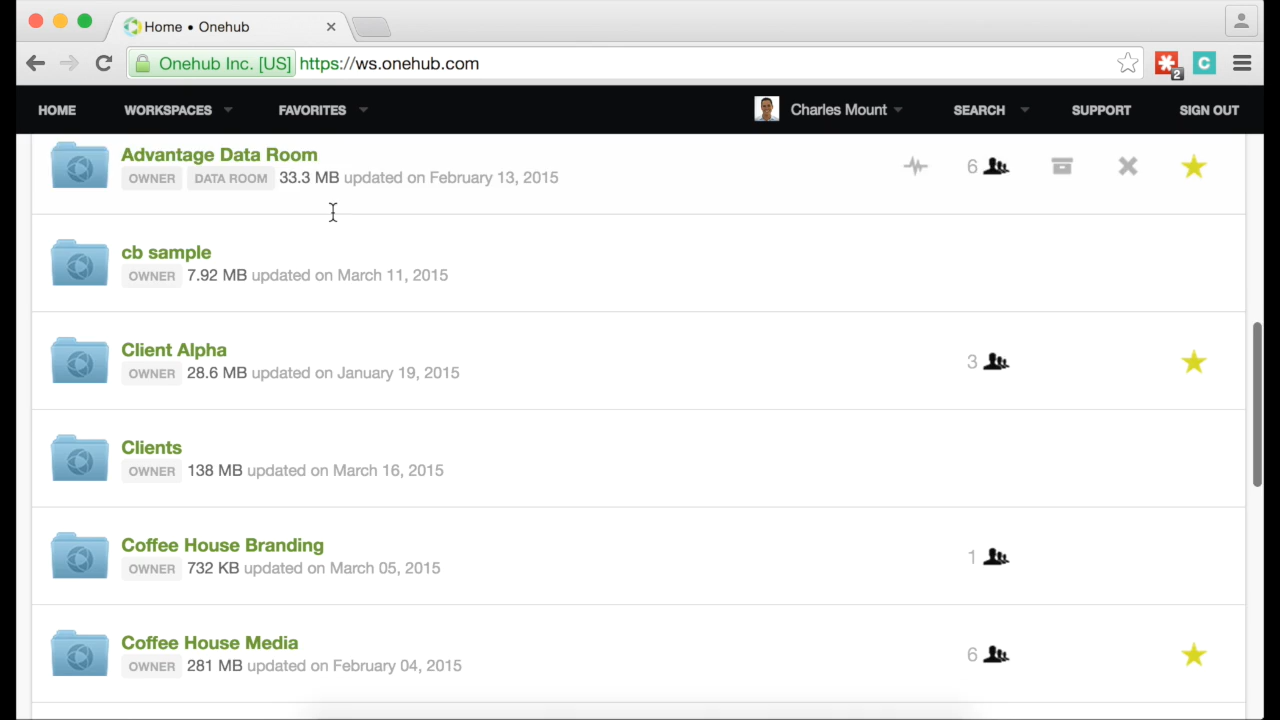 Home • Onehub
Onehub Inc. [US] https://ws.onehub.com
2
C
HOME WORKSPACES FAVORITES Charles Mount SEARCH SUPPORT SIGN OUT
Advantage Data Room
OWNER DATA ROOM 33.3 MB updated on February 13, 2015
6
cb sample
OWNER 7.92 MB updated on March 11, 2015
Client Alpha
OWNER 28.6 MB updated on January 19, 2015
3
Clients
OWNER 138 MB updated on March 16, 2015
Coffee House Branding
OWNER 732 KB updated on March 05, 2015
1
Coffee House Media
OWNER 281 MB updated on February 04, 2015
6